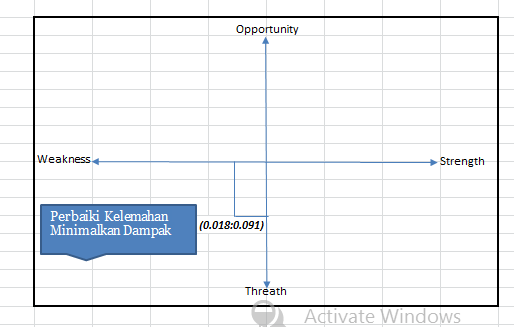 Opportunity
Weakness
Strength
Perbaiki Kelemahan
Minimalkan Dampak
(0.018:0.091)
Threath
Activate Windows